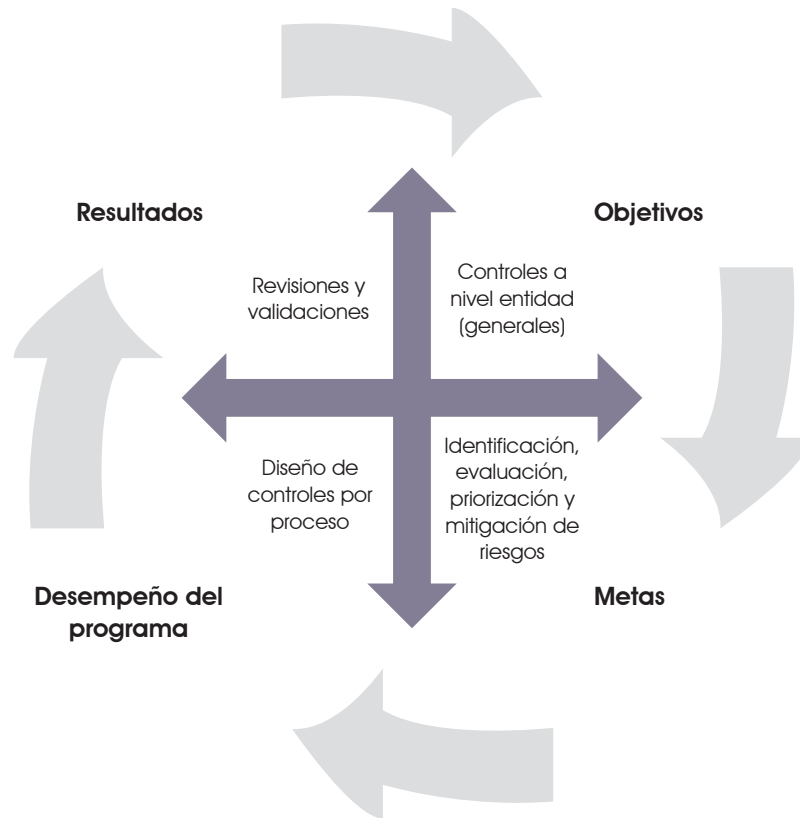 Resultados
Objetivos
Revisiones y
validaciones
Controles a
nivel entidad
(generales)
Diseño de
controles por
proceso
Identificación,
evaluación,
priorización y
mitigación de
riesgos
Desempeño del
programa
Metas